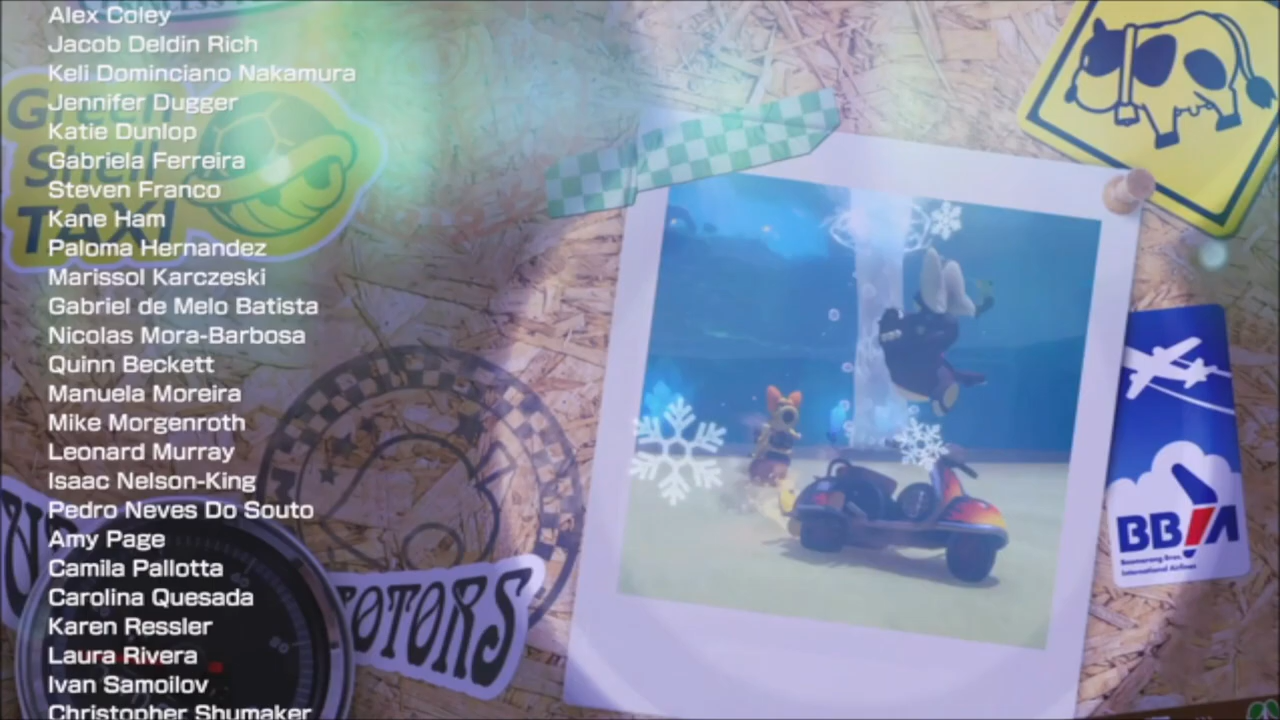 Alex Coley
Jacob Deldin Rich
Keli Dominciano Nakamura
Jennifer Dugger
Katie Dunlop
Gabriela Ferreira
Steven Franco
Kane Ham
Paloma Hernandez
Marissol Karczeski
Gabriel de Melo Batista
Nicolas Mora-Barbosa
Quinn Beckett
Manuela Moreira
Mike Morgenroth
Leonard Murray
Isaac Nelson-King
Pedro Neves Do Souto
Amy Page
Camila Pallotta
Carolina Quesada
Karen Ressler
Laura Rivera
Ivan Samoilov
Christopher Shumaker
Green
Shell
TAXI
MOTORS
60
80
BBIA
Boomerang Bros.
International Airlines